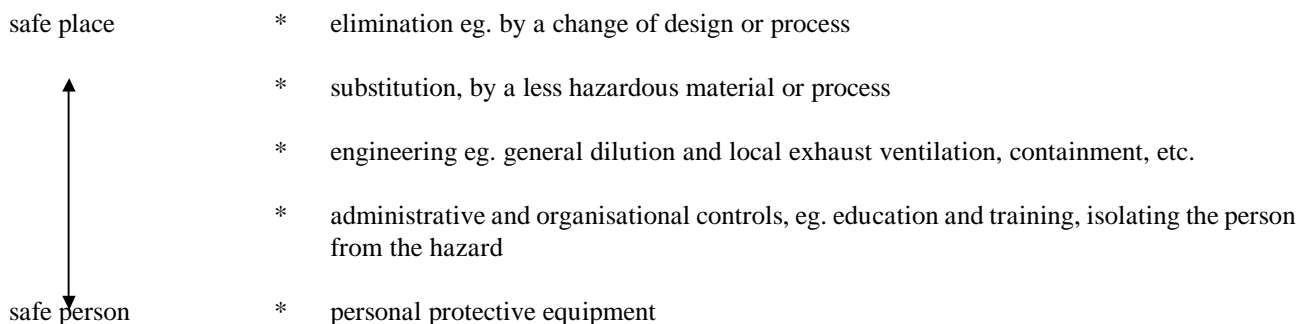 safe place * elimination eg. by a change of design or process
* substitution, by a less hazardous material or process
* engineering eg. general dilution and local exhaust ventilation, containment, etc.
* administrative and organisational controls, eg. education and training, isolating the person
from the hazard
safe person * personal protective equipment